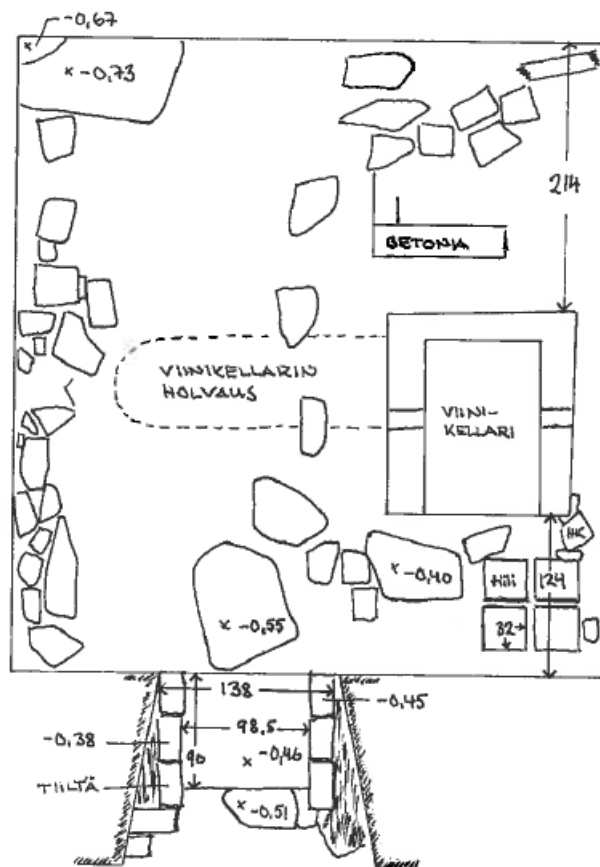 -0,67
× -0,73
214
BETONIA
VIINIKELLARIN
HOLVAUS
VIINI-
KELLARI
HK
× -0,40
Hili
124
× -0,55
32
138
-0,45
98,5
-0,38
90
× -0,46
TIILTÄ
× -0,51